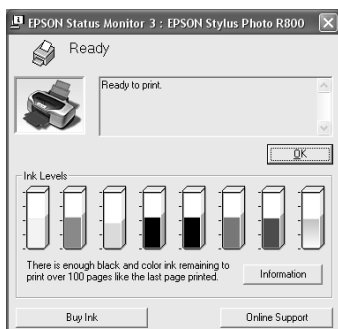 EPSON Status Monitor 3 : EPSON Stylus Photo R800
Ready
Ready to print.
OK
Ink Levels
There is enough black and color ink remaining to
print over 100 pages like the last page printed.
Information
Buy Ink
Online Support